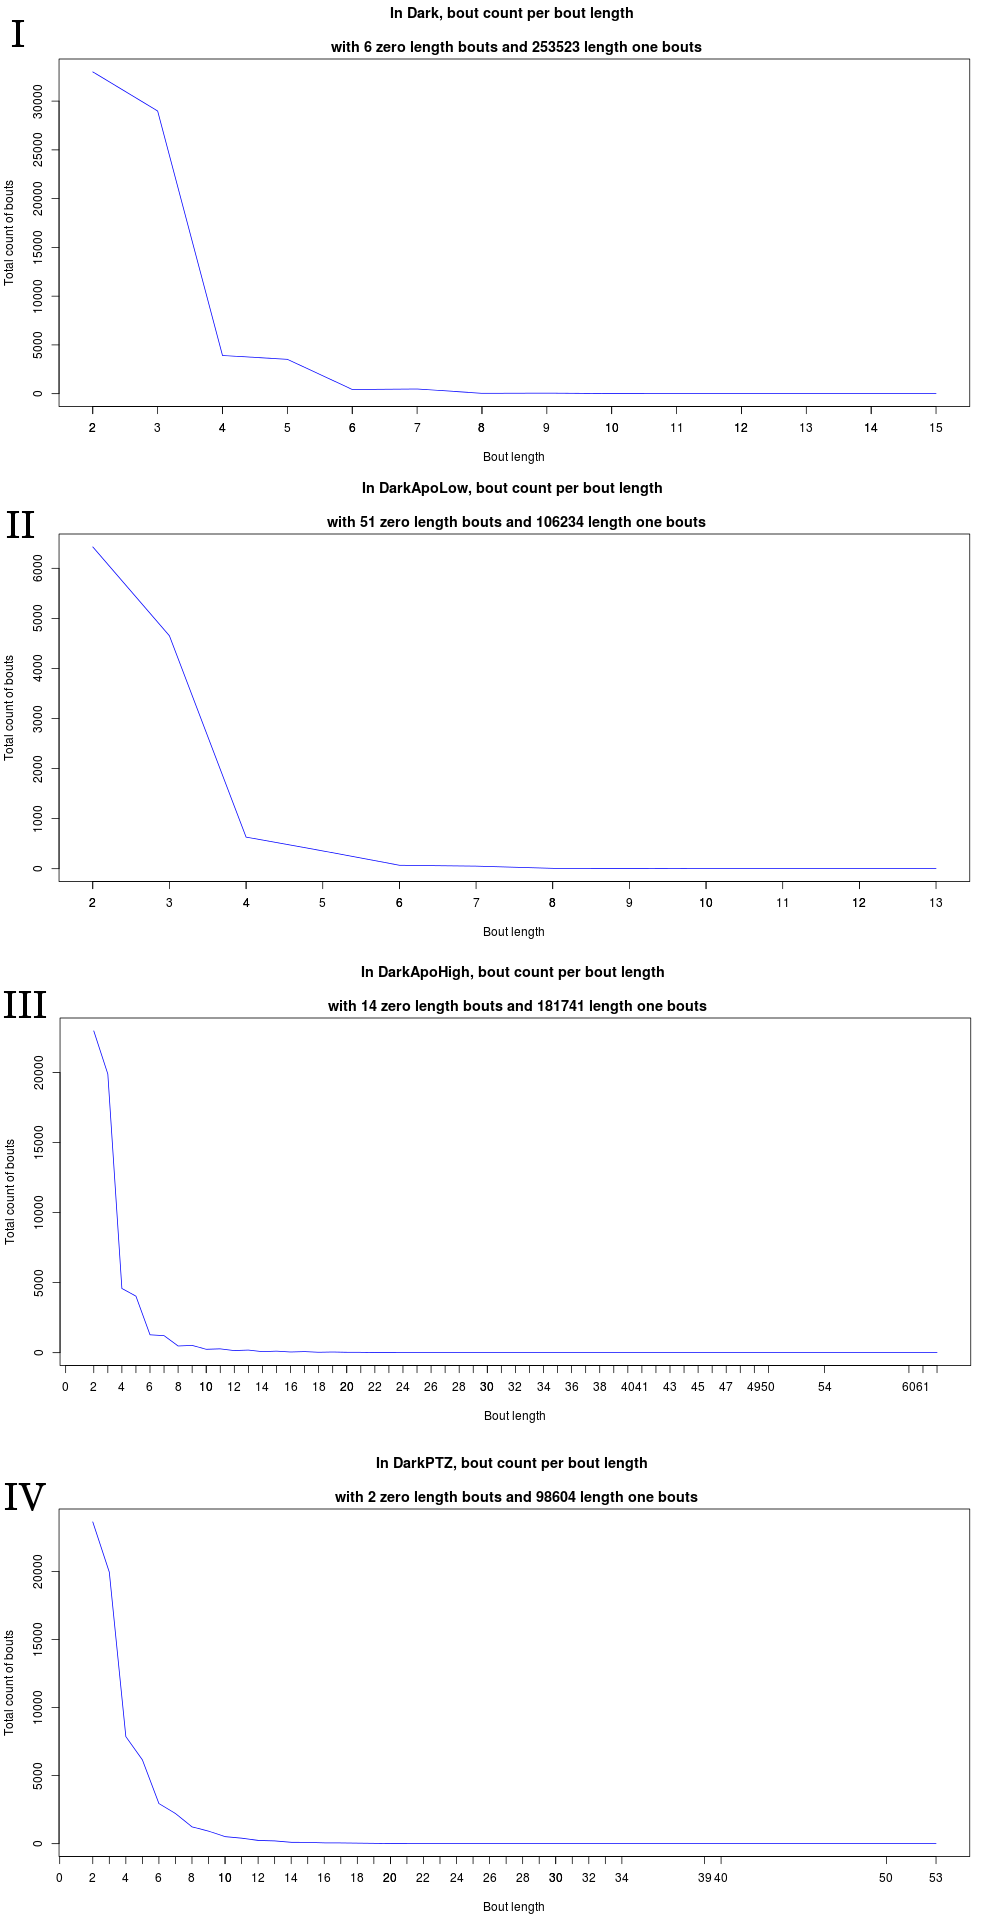 I
In Dark, bout count per bout length
with 6 zero length bouts and 253523 length one bouts
Total count of bouts
0 5000 10000 15000 20000 25000 30000
2 3 4 5 6 7 8 9 10 11 12 13 14 15
Bout length
II
In DarkApoLow, bout count per bout length
with 51 zero length bouts and 106234 length one bouts
Total count of bouts
0 1000 2000 3000 4000 5000 6000
2 3 4 5 6 7 8 9 10 11 12 13
Bout length
III
In DarkApoHigh, bout count per bout length
with 14 zero length bouts and 181741 length one bouts
Total count of bouts
0 5000 10000 15000 20000
0 2 4 6 8 10 12 14 16 18 20 22 24 26 28 30 32 34 36 38 4041 43 45 47 4950 54 6061
Bout length
IV
In DarkPTZ, bout count per bout length
with 2 zero length bouts and 98604 length one bouts
Total count of bouts
0 5000 10000 15000 20000
0 2 4 6 8 10 12 14 16 18 20 22 24 26 28 30 32 34 39 40 50 53
Bout length